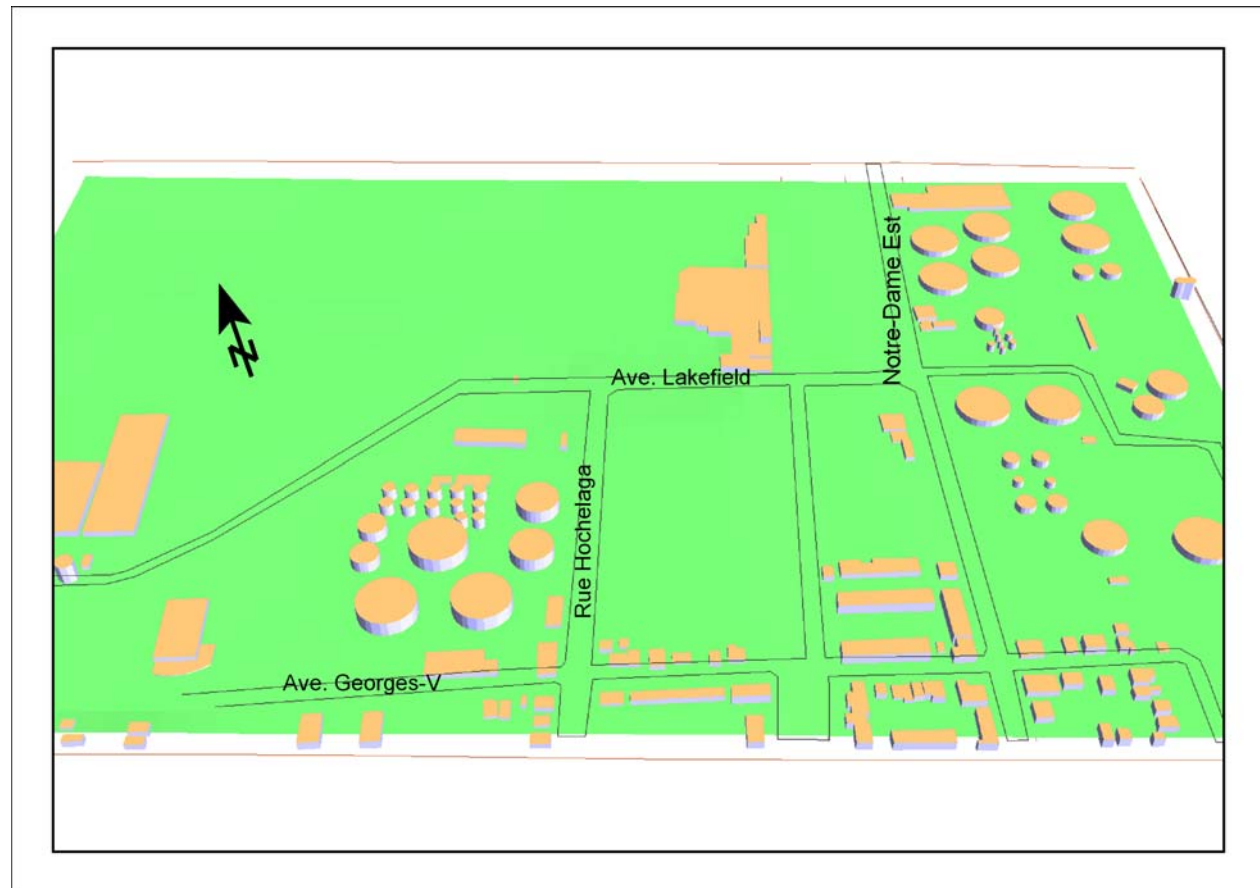 Notre-Dame Est
Ave. Lakefield
N
Rue Hochelaga
Ave. Georges-V